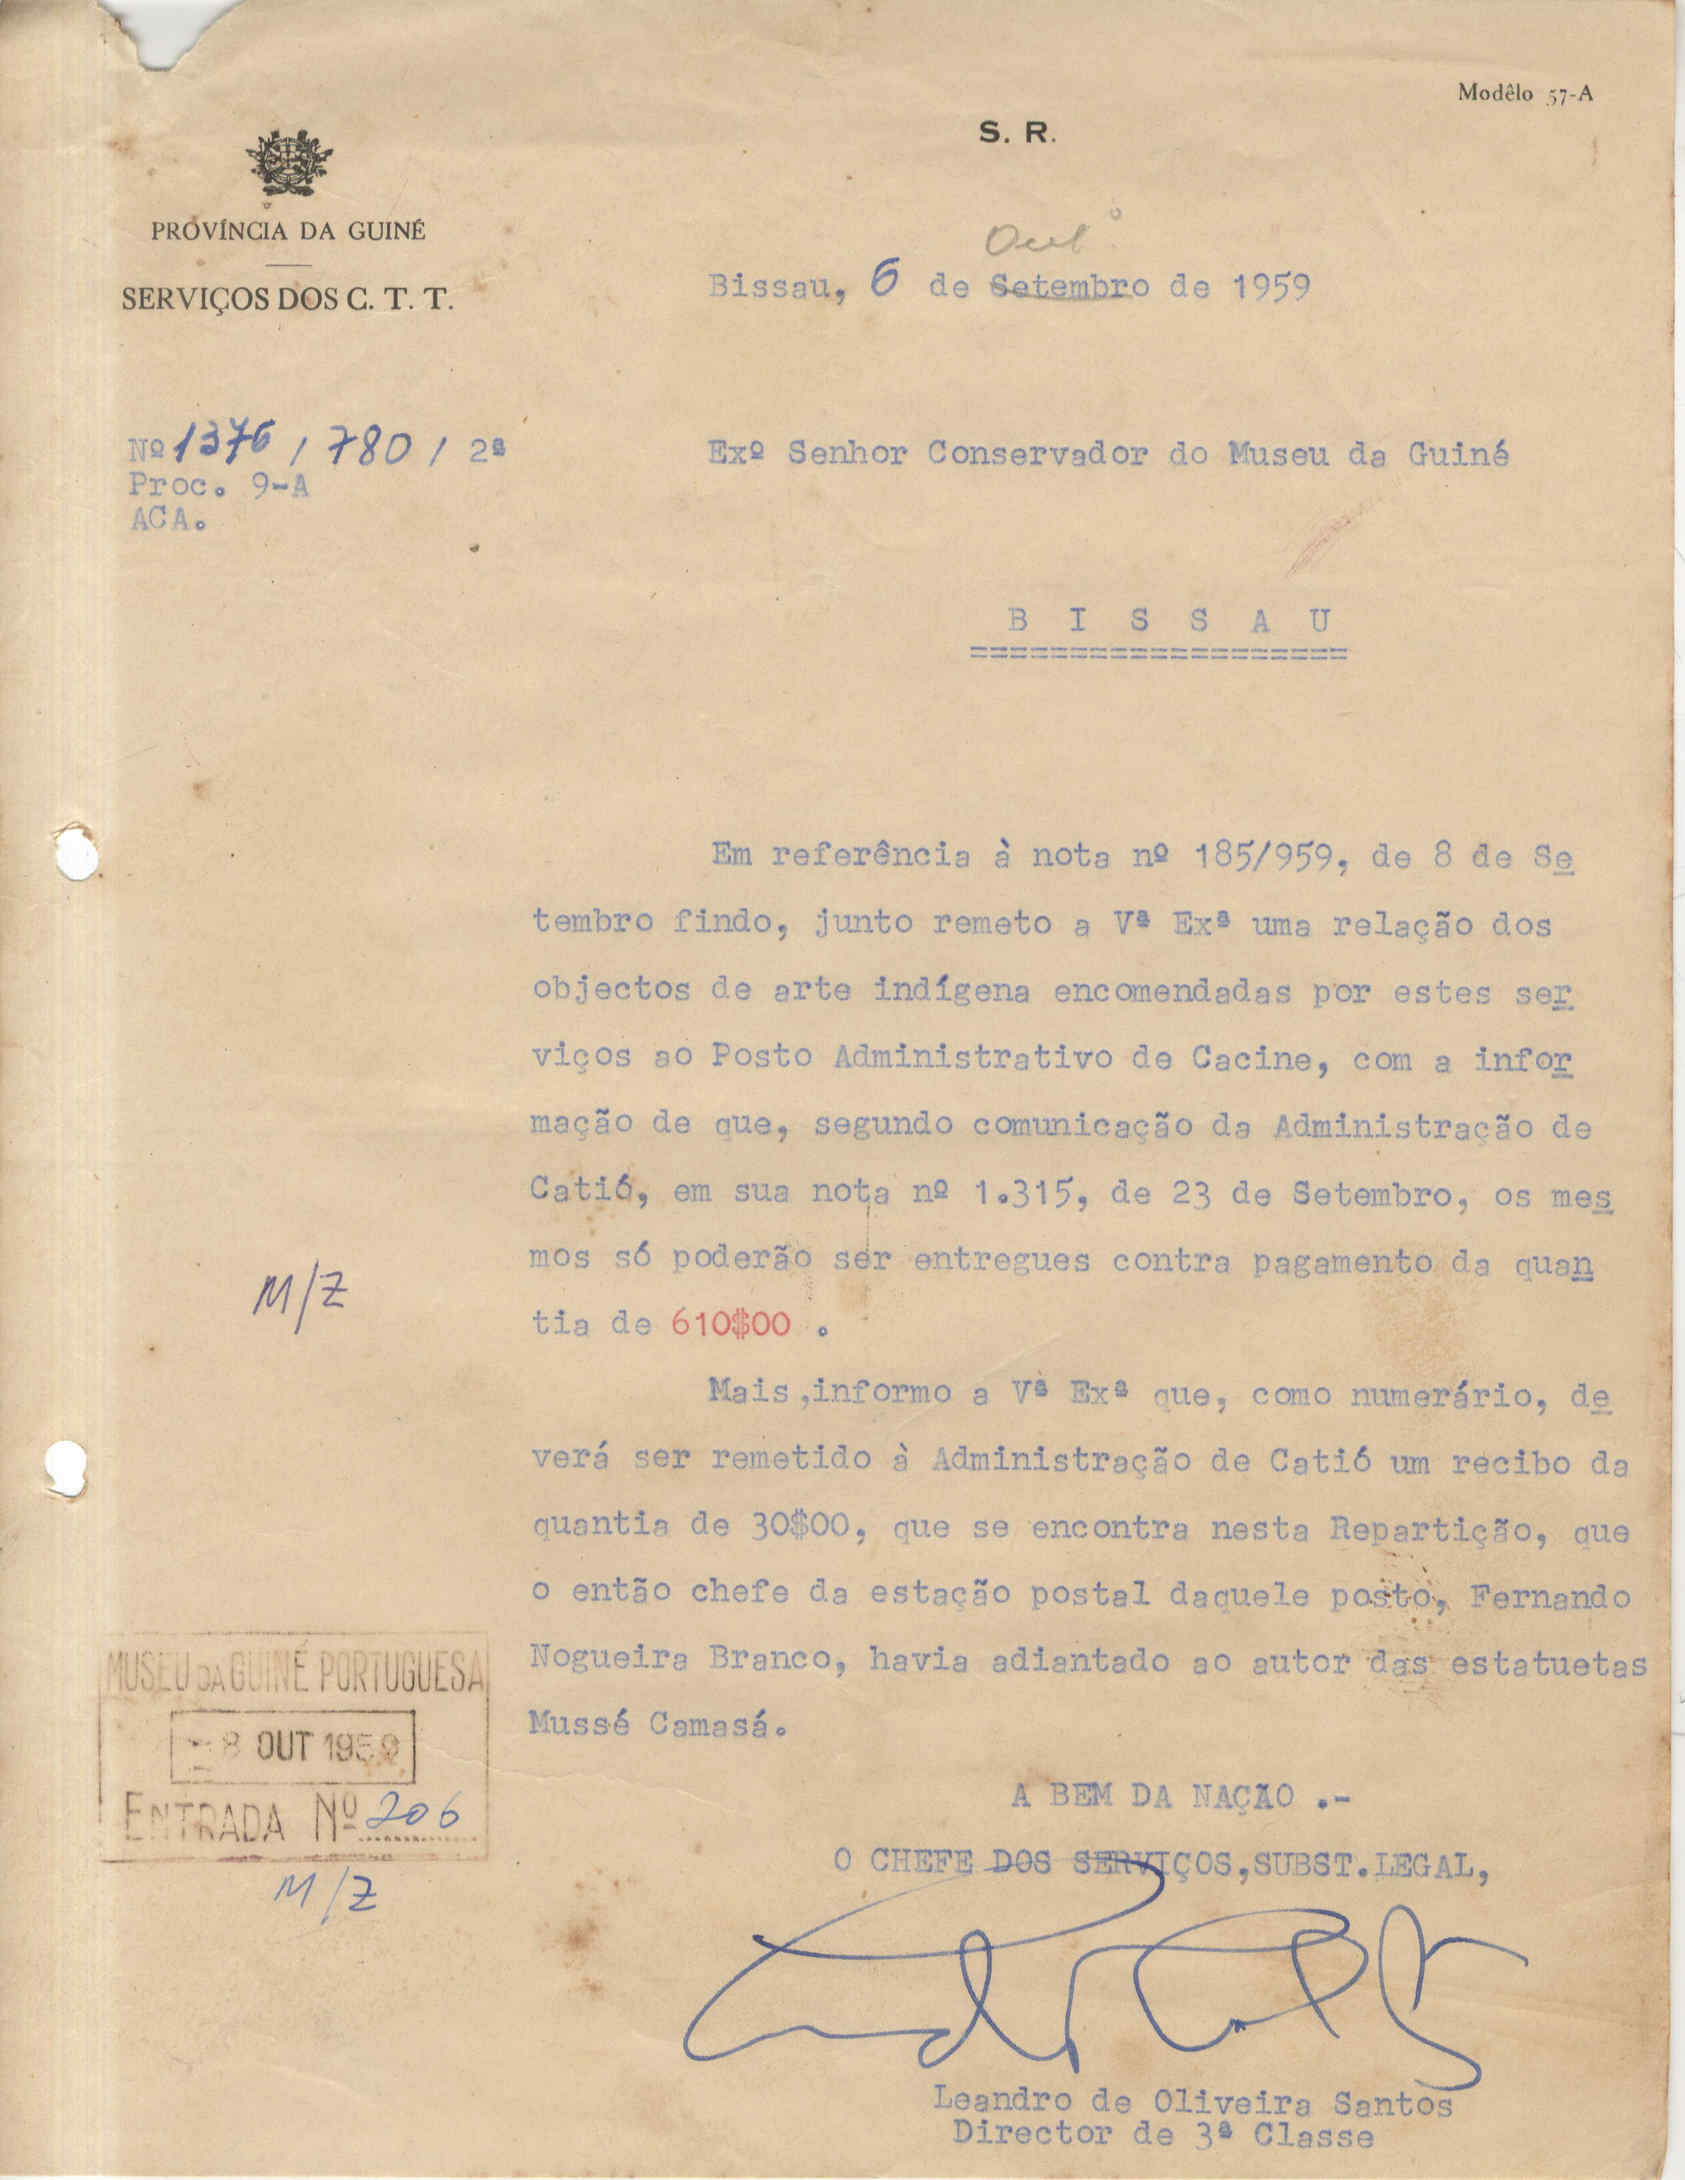 Modêlo 57-A
S. R.
PROVÍNCIA DA GUINÉ
SERVIÇOS DOS C. T. T.
Outº
Bissau, 6 de Setembro de 1959
Nº 1376 / 780 / 2ª
Proc. 9-A
ACA.
Exº Senhor Conservador do Museu da Guiné
B I S S A U
===================
Em referência à nota nº 185/959, de 8 de Se
tembro findo, junto remeto a Vª Exª uma relação dos
objectos de arte indígena encomendadas por estes ser
viços ao Posto Administrativo de Cacine, com a infor
mação de que, segundo comunicação da Administração de
Catió, em sua nota nº 1.315, de 23 de Setembro, os mes
mos só poderão ser entregues contra pagamento da quan
tia de 610$00 .
M/Z
Mais,informo a Vª Exª que, como numerário, de
verá ser remetido à Administração de Catió um recibo da
quantia de 30$00, que se encontra nesta Repartição, que
o então chefe da estação postal daquele posto, Fernando
Nogueira Branco, havia adiantado ao autor das estatuetas
Mussé Camasá.
MUSEU DA GUINÉ PORTUGUESA
-8 OUT 1959
ENTRADA Nº 206
M/Z
A BEM DA NAÇÃO .-
O CHEFE DOS SERVIÇOS,SUBST.LEGAL,
Leandro de Oliveira Santos
Director de 3ª Classe